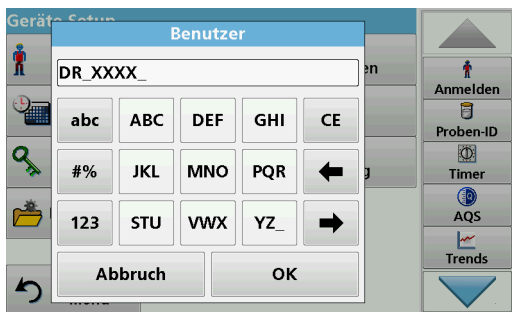 Geräte Setup
Benutzer
DR_XXXX_
abc ABC DEF GHI CE
#% JKL MNO PQR
123 STU VWX YZ_
Abbruch OK
en
g
Anmelden
Proben-ID
Timer
AQS
Trends